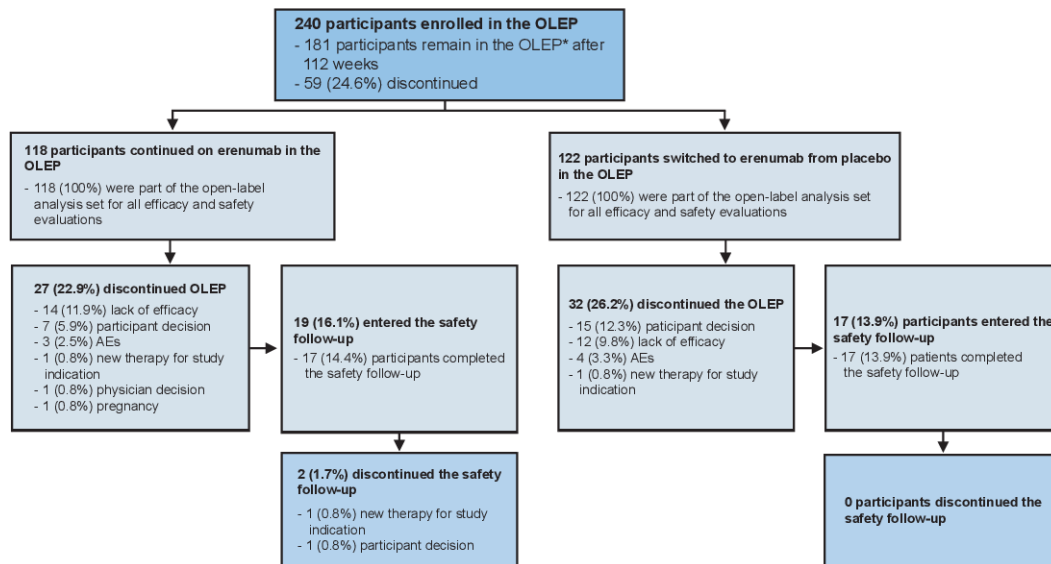 240 participants enrolled in the OLEP
- 181 participants remain in the OLEP* after
112 weeks
- 59 (24.6%) discontinued
118 participants continued on erenumab in the
OLEP
- 118 (100%) were part of the open-label
analysis set for all efficacy and safety
evaluations
122 participants switched to erenumab from placebo
in the OLEP
- 122 (100%) were part of the open-label analysis set
for all efficacy and safety evaluations
27 (22.9%) discontinued OLEP
- 14 (11.9%) lack of efficacy
- 7 (5.9%) participant decision
- 3 (2.5%) AEs
- 1 (0.8%) new therapy for study
indication
- 1 (0.8%) physician decision
- 1 (0.8%) pregnancy
19 (16.1%) entered the safety
follow-up
- 17 (14.4%) participants completed
the safety follow-up
32 (26.2%) discontinued the OLEP
- 15 (12.3%) paticipant decision
- 12 (9.8%) lack of efficacy
- 4 (3.3%) AEs
- 1 (0.8%) new therapy for study
indication
17 (13.9%) participants entered the
safety follow-up
- 17 (13.9%) patients completed
the safety follow-up
2 (1.7%) discontinued the safety
follow-up
- 1 (0.8%) new therapy for study
indication
- 1 (0.8%) participant decision
0 participants discontinued the
safety follow-up